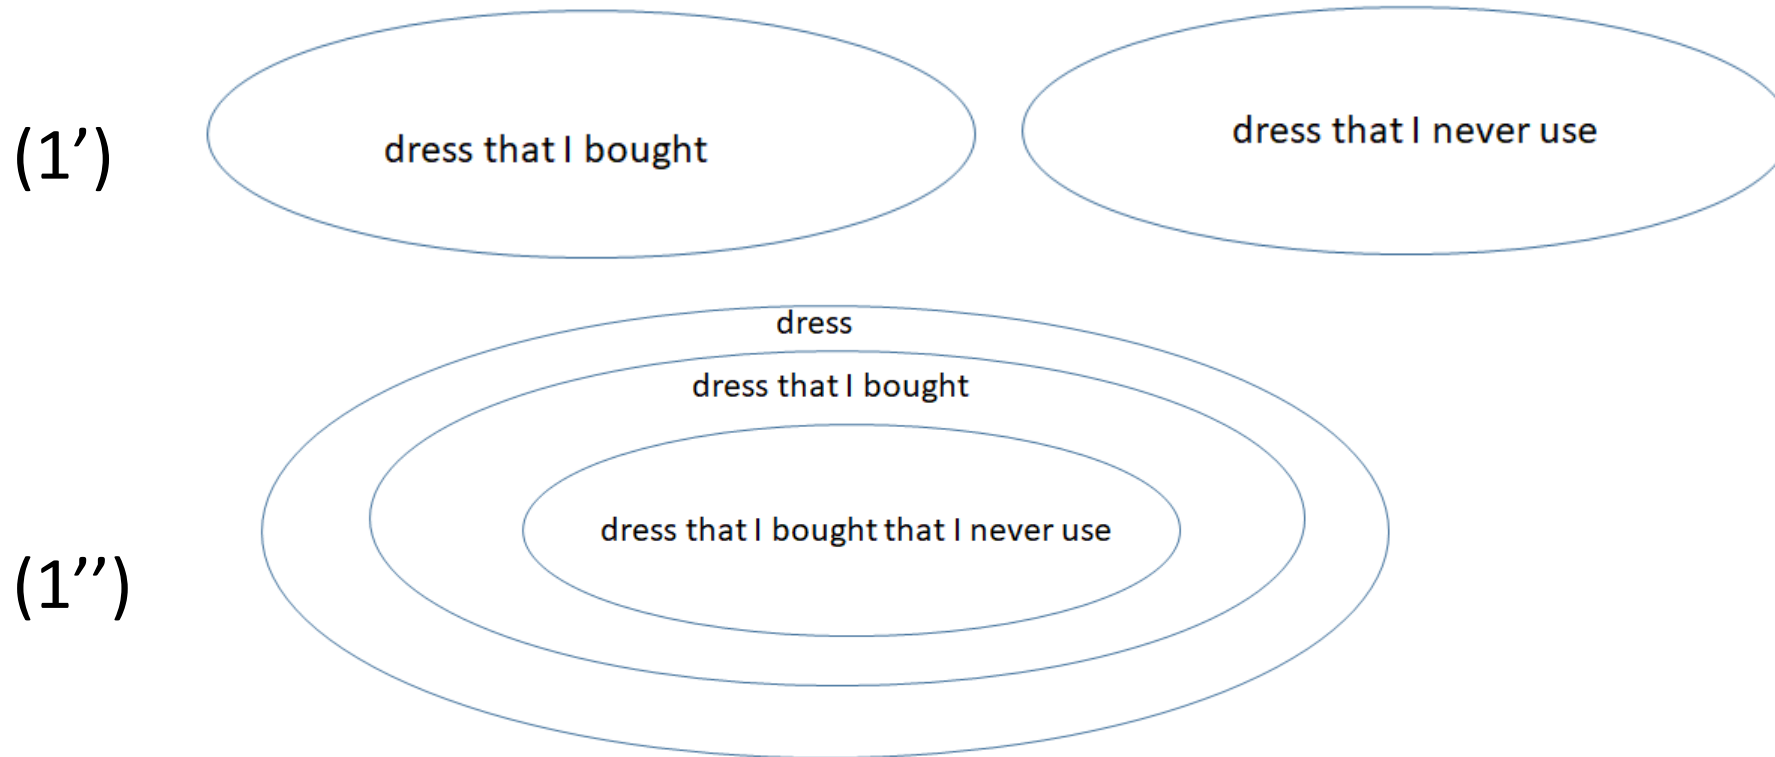 (1’)
dress that I bought
dress that I never use
(1’’)
dress
dress that I bought
dress that I bought that I never use